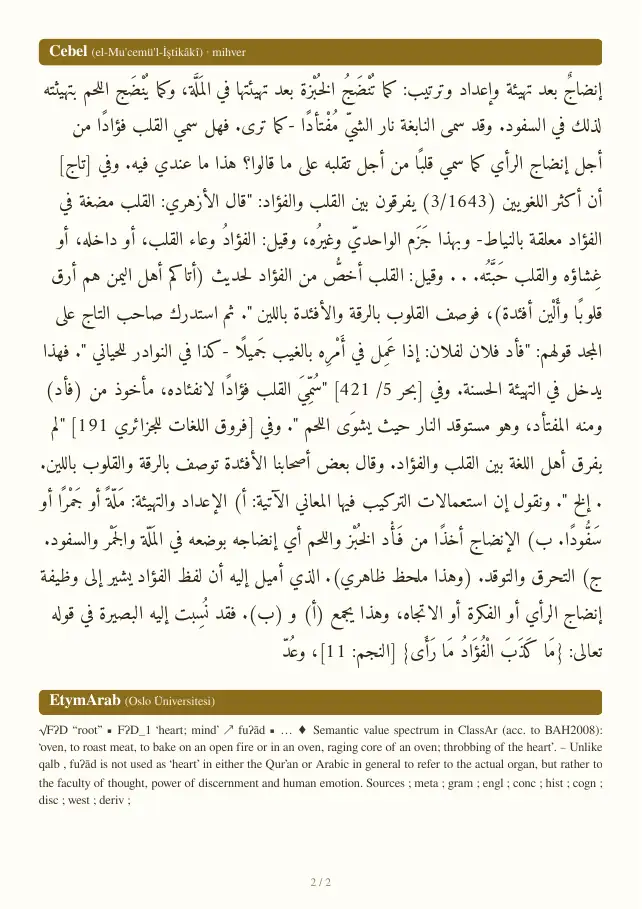 Cebel (el-Mu'cemü'l-İştikâkî) · mihver
إنضاجٌ بعد تهيئة وإعداد وترتيب: كما تُنْضَجُ الخُبْزة بعد تهيئتها في المَلَّة، وكما يُنْضَج اللحم بتهيئته
لذلك في السفود. وقد سمى النابغة نار الشيّ مُفْتأدًا -كما ترى. فهل سمي القلب فؤادًا من
أجل إنضاج الرأي كما سمي قلبًا من أجل تقلبه على ما قالوا؟ هذا ما عندي فيه. وفي [تاج]
أن أكثر اللغويين (3/1643) يفرقون بين القلب والفؤاد: "قال الأزهري: القلب مضغة في
الفؤاد معلقة بالنياط- وبهذا جَزَم الواحديّ وغيرُه، وقيل: الفؤادُ وعاء القلب، أو داخله، أو
غِشاؤه والقلب حَبَّتُه. . . وقيل: القلب أخصُّ من الفؤاد لحديث (أتاكم أهل اليمن هم أرق
قلوبًا وأَلْين أفئدة)، فوصف القلوب بالرقة والأفئدة باللين ". ثم استدرك صاحب التاج على
المجد قولهم: "فأد فلان لفلان: إذا عَمِل في أَمْرِه بالغيب جَميلًا -كذا في النوادر للحياني ". فهذا
يدخل في التهيئة الحسنة. وفي [بحر 5/ 421] "سُمِّيَ القلب فؤادًا لانفئاده، مأخوذ من (فأد)
ومنه المفتأد، وهو مستوقد النار حيث يشوَى اللحم ". وفي [فروق اللغات للجزائري 191] "لم
يفرق أهل اللغة بين القلب والفؤاد. وقال بعض أصحابنا الأفئدة توصف بالرقة والقلوب باللين.
. إلخ ". ونقول إن استعمالات التركيب فيها المعاني الآتية: أ) الإعداد والتهيئة: مَلّةً أو جَمْرًا أو
سَفُّودًا. ب) الإنضاج أخذًا من فَأْد الخُبْز واللحم أي إنضاجه بوضعه في المَلّة والجَمْر والسفود.
ج) التحرق والتوقد. (وهذا ملحظ ظاهري). الذي أميل إليه أن لفظ الفؤاد يشير إلى وظيفة
إنضاج الرأي أو الفكرة أو الاتجاه، وهذا يجمع (أ) و (ب). فقد نُسِبت إليه البصيرة في قوله
تعالى: {مَا كَذَبَ الْفُؤَادُ مَا رَأَى} [النجم: 11]، وعُدّ
EtymArab (Oslo Üniversitesi)
√FʔD “root” ▪ FʔD_1 ‘heart; mind’ ↗ fuʔād ▪ … ♦ Semantic value spectrum in ClassAr (acc. to BAH2008):
‘oven, to roast meat, to bake on an open fire or in an oven, raging core of an oven; throbbing of the heart’. – Unlike
qalb , fuʔād is not used as ‘heart’ in either the Qurʾan or Arabic in general to refer to the actual organ, but rather to
the faculty of thought, power of discernment and human emotion. Sources ; meta ; gram ; engl ; conc ; hist ; cogn ;
disc ; west ; deriv ;
2 / 2